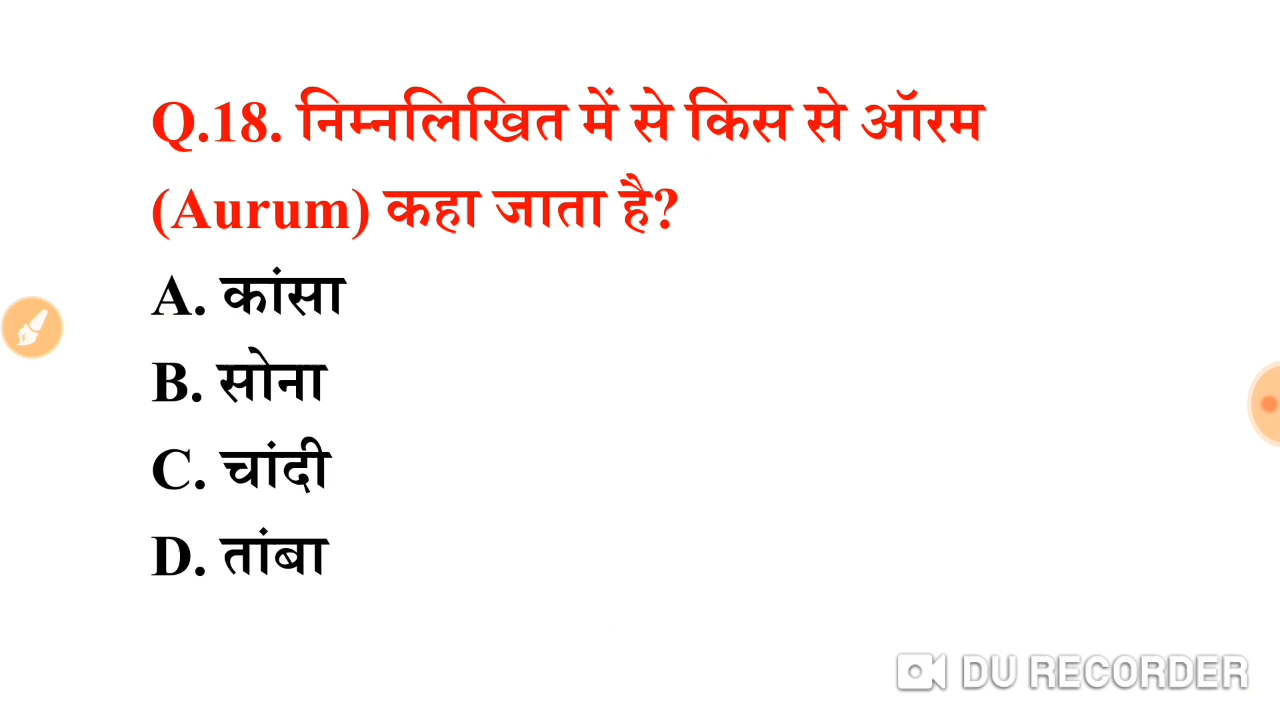 Q.18. निम्नलिखित में से किस से ऑरम
(Aurum) कहा जाता है?
A. कांसा
B. सोना
C. चांदी
D. तांबा
DU RECORDER